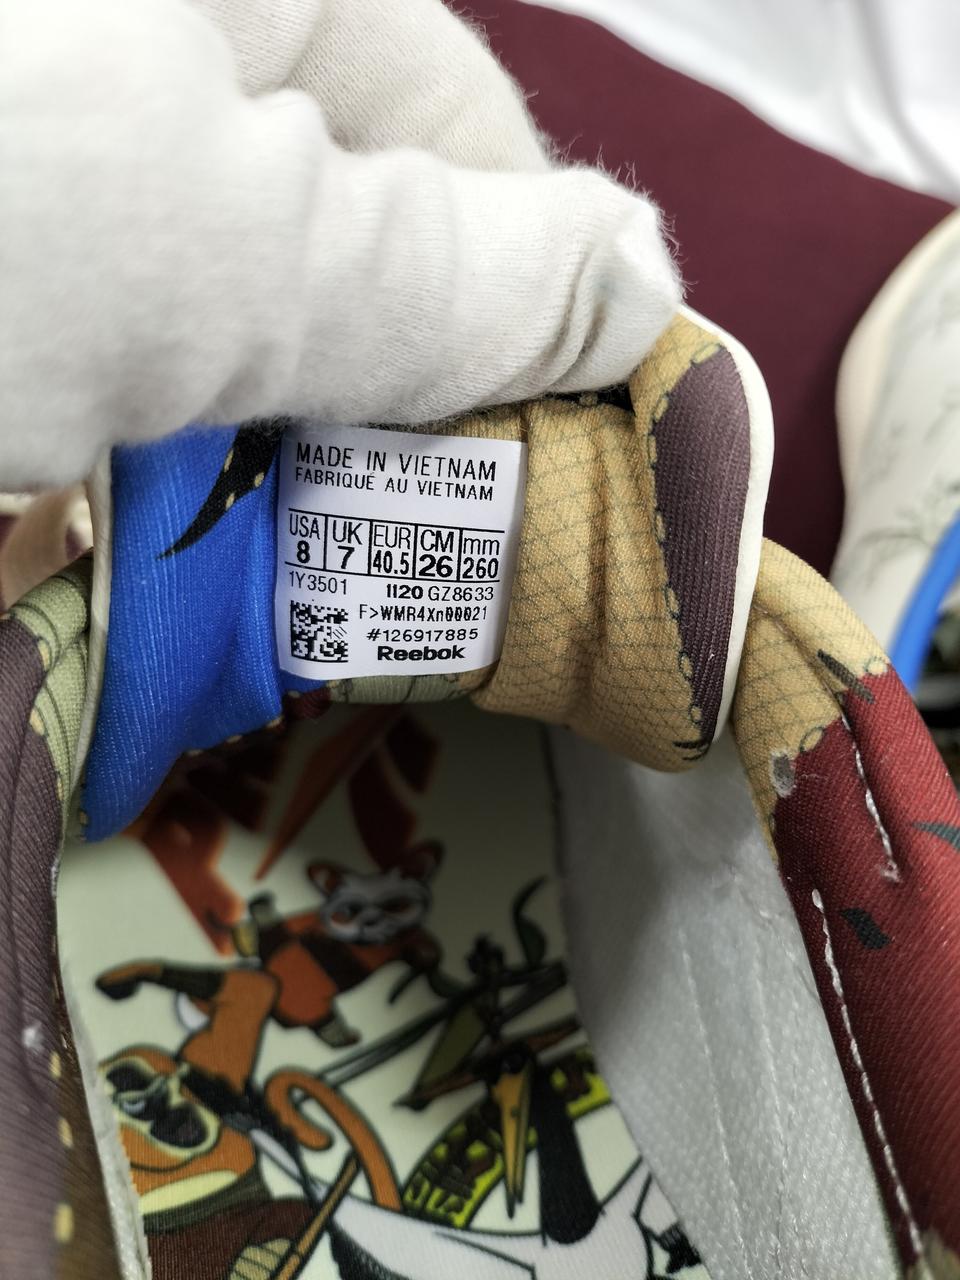 MADE IN VIETNAM
FABRIQUÉ AU VIETNAM
USA UK EUR CM mm
8 7 40.5 26 260
1Y3501 1120 GZ8633
F>WMR4Xn00021
#126917885
Reebok